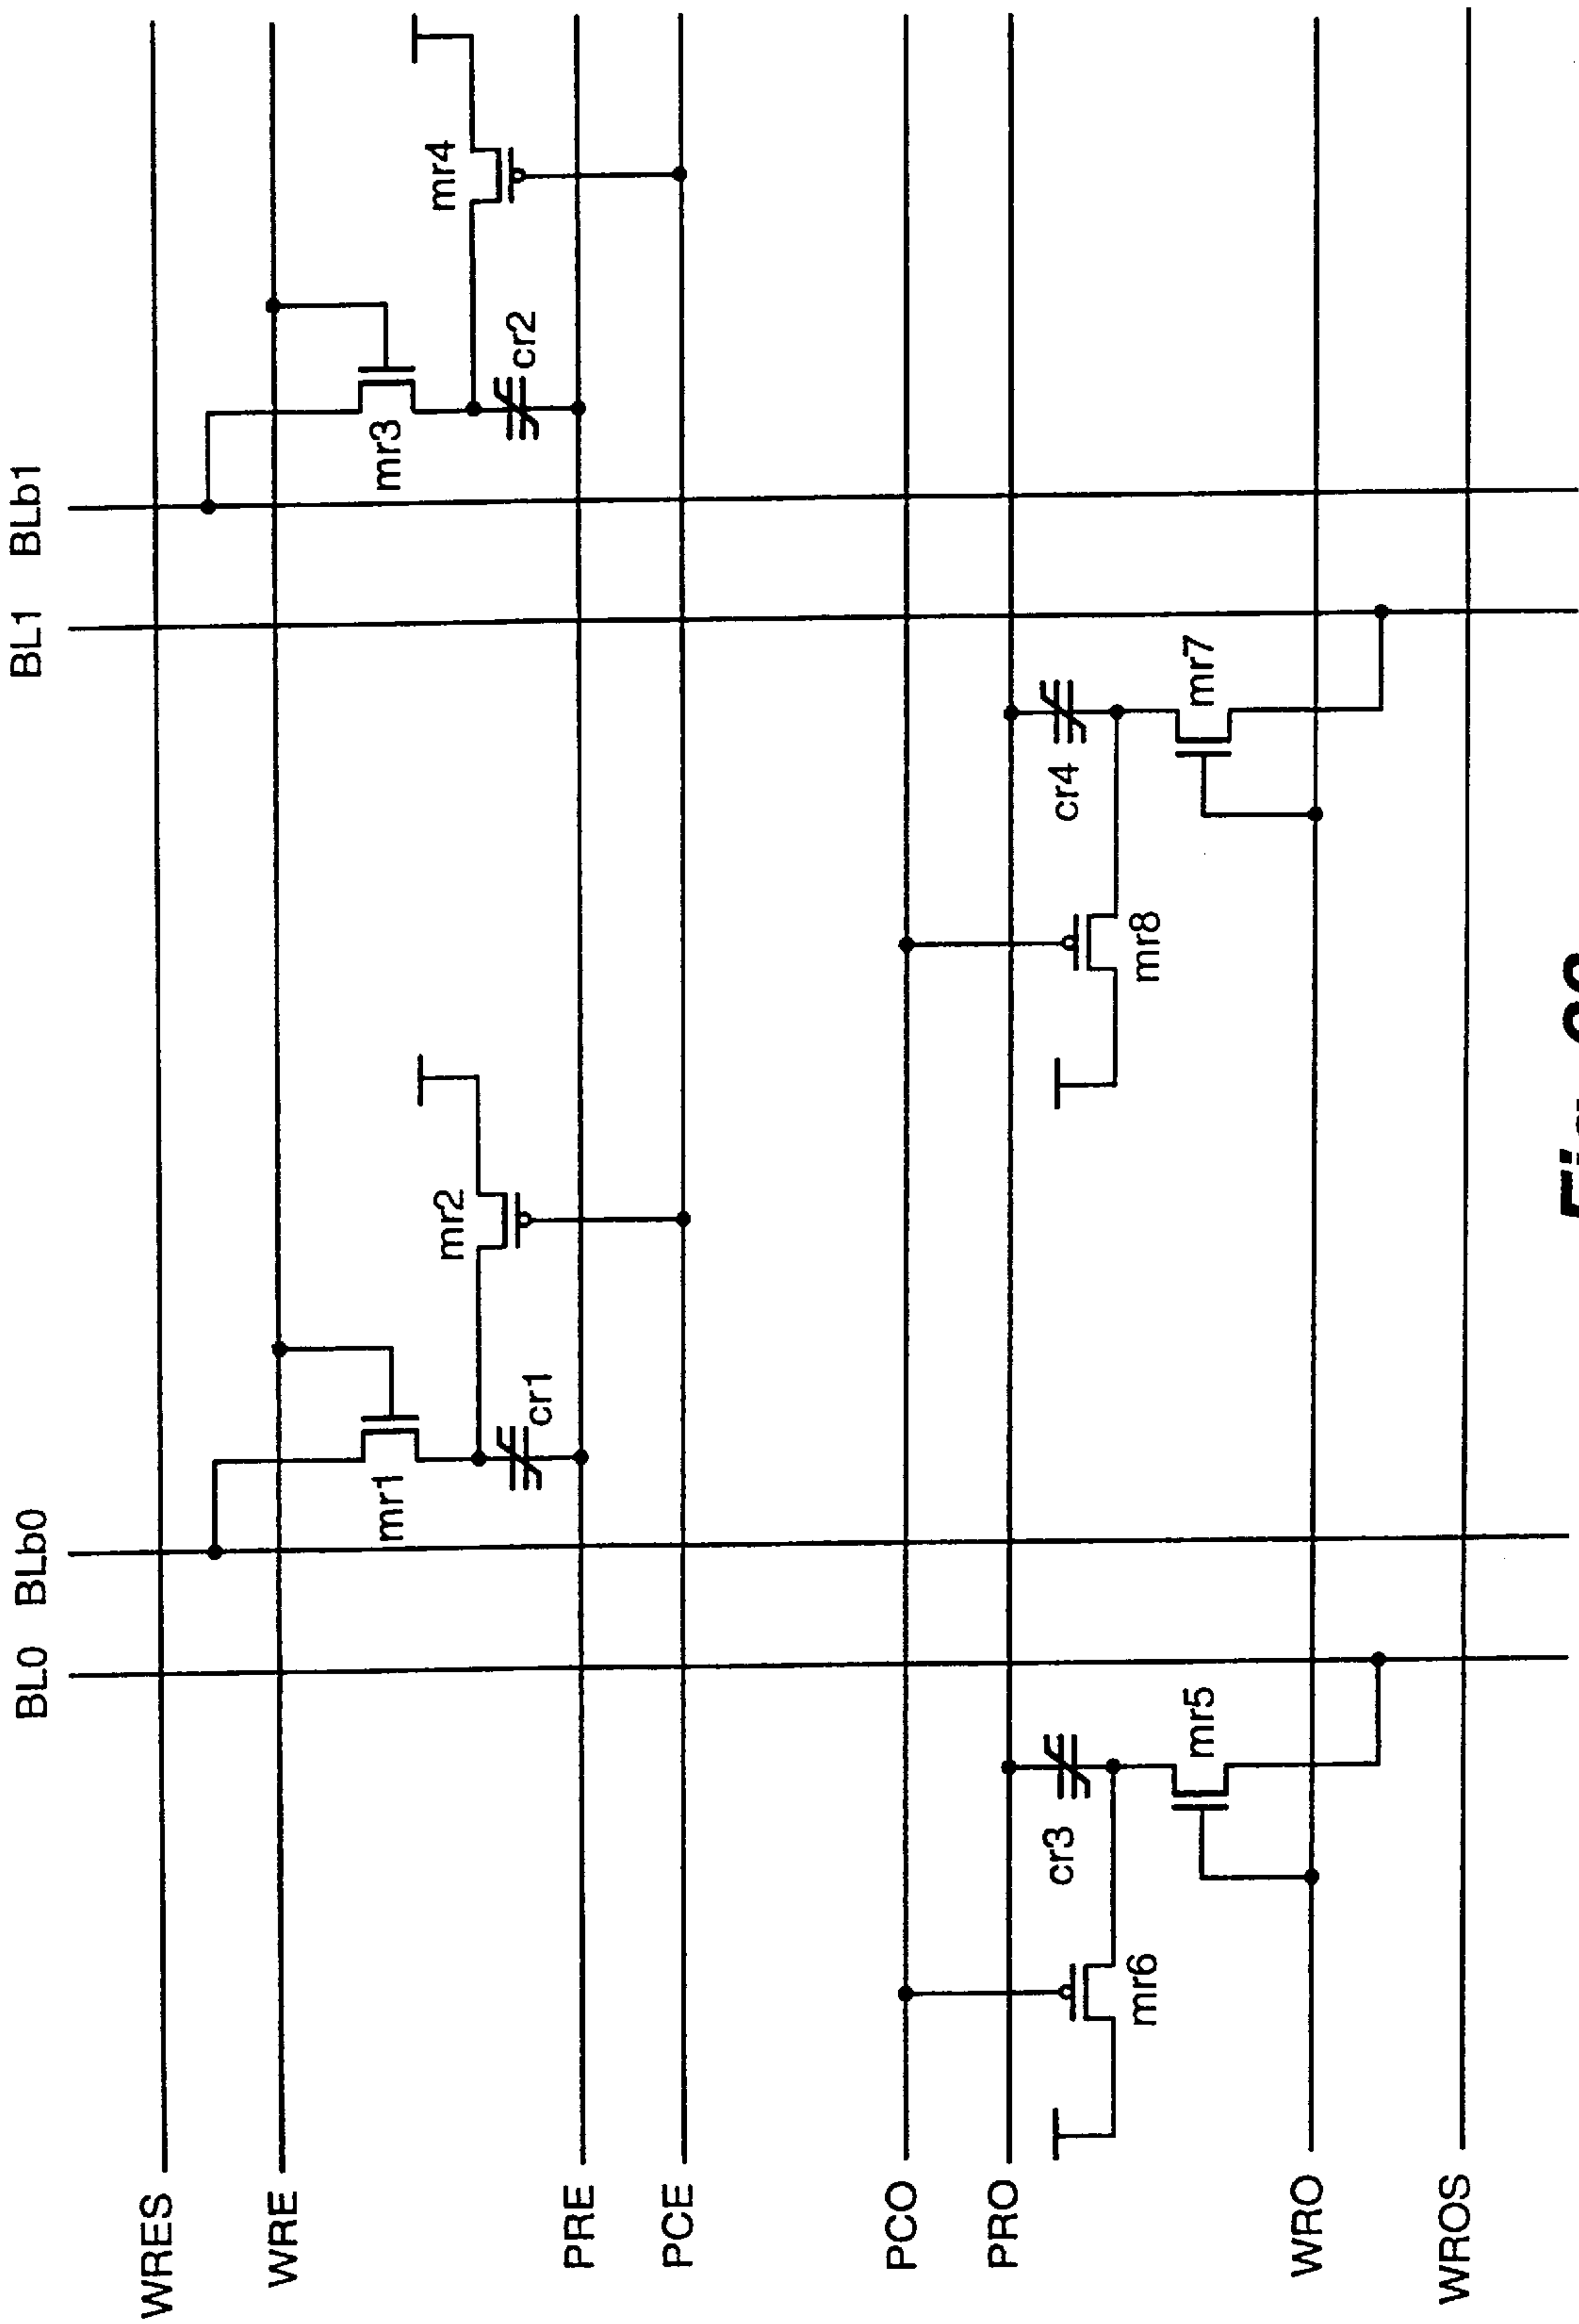 BL0 BLb0
BL1 BLb1
WRES
WRE
mr1
mr2
mr3
mr4
cr1
cr2
PRE
PCE
PCO
PRO
cr3
cr4
mr5
mr6
mr7
mr8
WRO
WROS